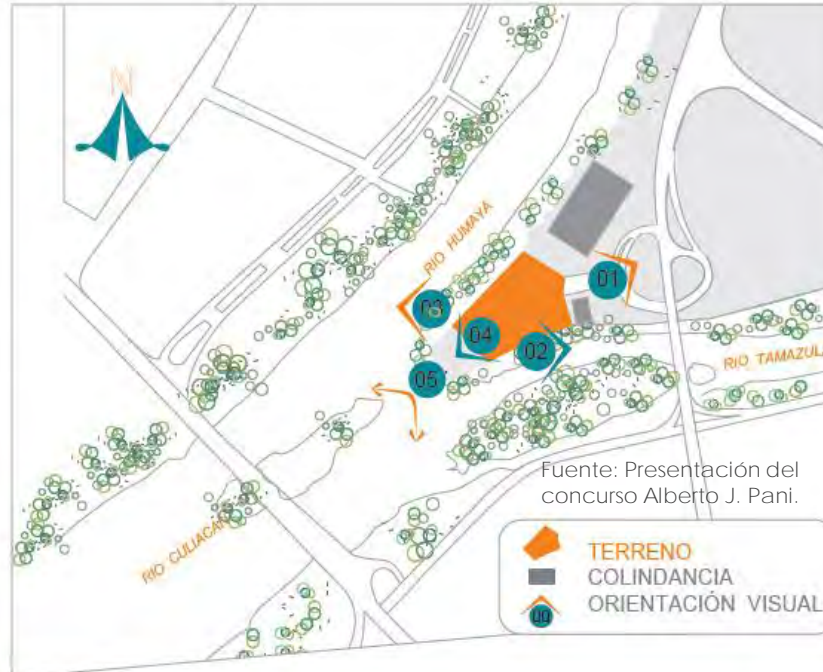 N
RIO HUMAYA
01
03
04
02
05
RIO TAMAZULA
RIO CULIACAN
Fuente: Presentación del
concurso Alberto J. Pani.
TERRENO
COLINDANCIA
00
ORIENTACIÓN VISUAL